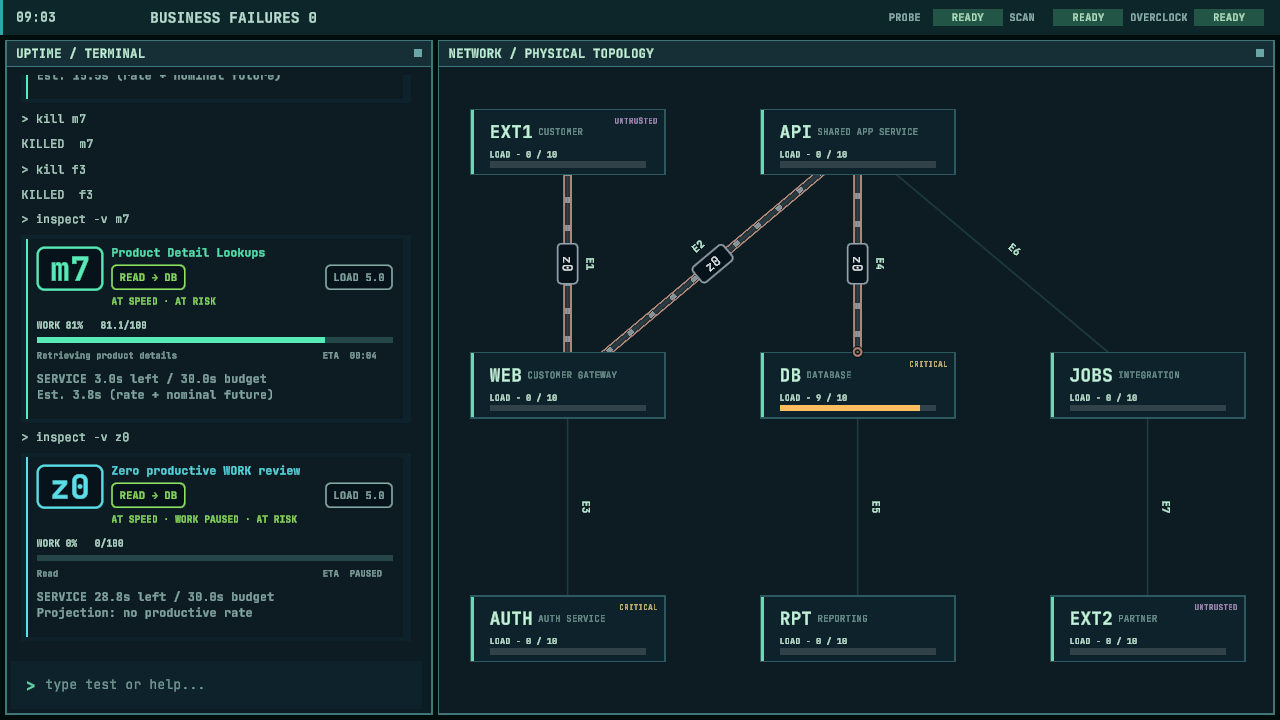 09:03
BUSINESS FAILURES 0
PROBE READY SCAN READY OVERCLOCK READY
UPTIME / TERMINAL
Est. 15.5s (rate + nominal future)
> kill m7
KILLED m7
> kill f3
KILLED f3
> inspect -v m7
m7
Product Detail Lookups
READ → DB
LOAD 5.0
AT SPEED · AT RISK
WORK 81% 81.1/100
Retrieving product details ETA 00:04
SERVICE 3.0s left / 30.0s budget
Est. 3.8s (rate + nominal future)
> inspect -v z0
z0
Zero productive WORK review
READ → DB
LOAD 5.0
AT SPEED · WORK PAUSED · AT RISK
WORK 0% 0/100
Read ETA PAUSED
SERVICE 28.8s left / 30.0s budget
Projection: no productive rate
> type test or help...
NETWORK / PHYSICAL TOPOLOGY
UNTRUSTED
EXT1 CUSTOMER
LOAD - 0 / 10
API SHARED APP SERVICE
LOAD - 0 / 10
z0
E1
E2
z0
z0
E4
E6
WEB CUSTOMER GATEWAY
LOAD - 0 / 10
CRITICAL
DB DATABASE
LOAD - 9 / 10
JOBS INTEGRATION
LOAD - 0 / 10
E3
E5
E7
CRITICAL
AUTH AUTH SERVICE
LOAD - 0 / 10
RPT REPORTING
LOAD - 0 / 10
UNTRUSTED
EXT2 PARTNER
LOAD - 0 / 10